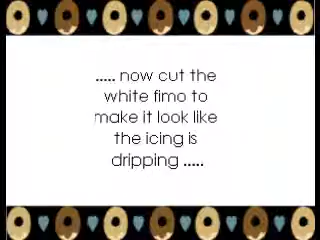 ..... now cut the
white fimo to
make it look like
the icing is
dripping .....